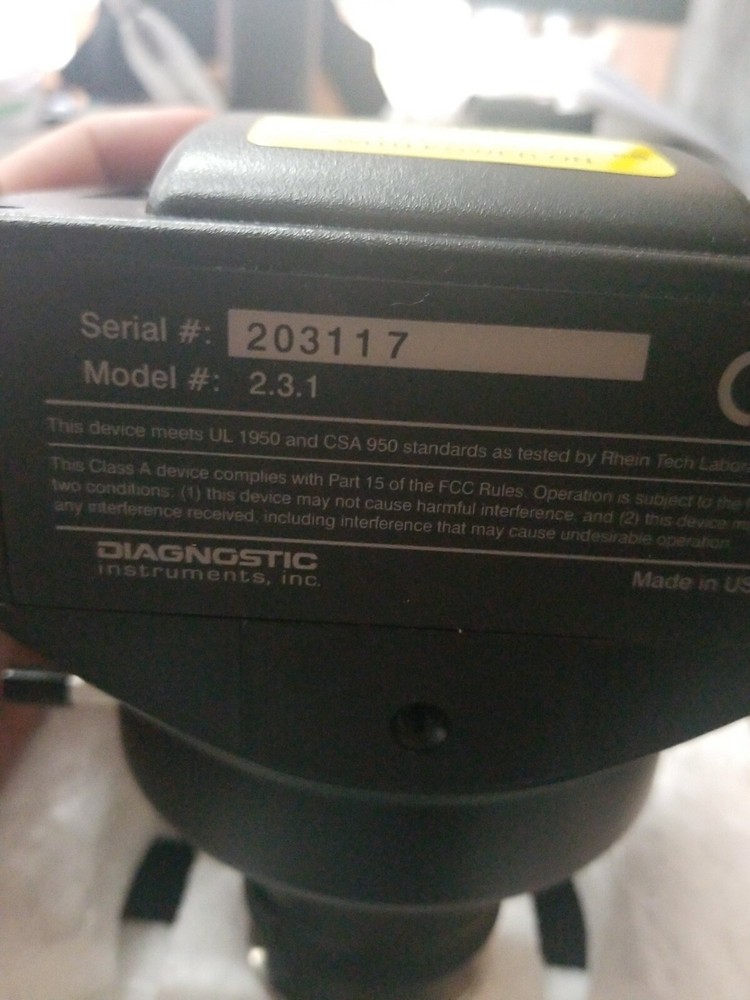 Serial #: 203117
Model #: 2.3.1
This device meets UL 1950 and CSA 950 standards as tested by Rhein Tech
This Class A device complies with Part 15 of the FCC Rules. Operation is subject to the
two conditions: (1) this device may not cause harmful interference, and (2) this device
any interference received, including interference that may cause undesirable operation.
DIAGNOSTIC
instruments, inc.
Made in